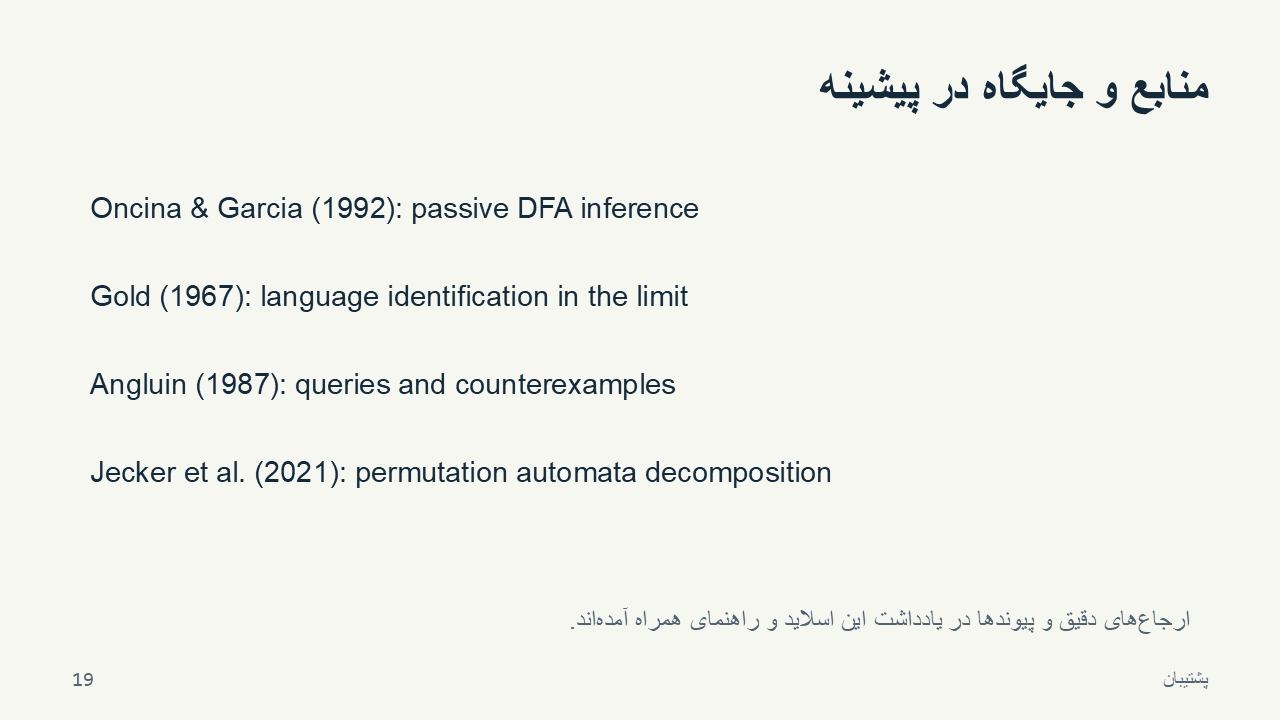 منابع و جایگاه در پیشینه
Oncina & Garcia (1992): passive DFA inference
Gold (1967): language identification in the limit
Angluin (1987): queries and counterexamples
Jecker et al. (2021): permutation automata decomposition
ارجاع‌های دقیق و پیوندها در یادداشت این اسلاید و راهنمای همراه آمده‌اند.
پشتیبان
19